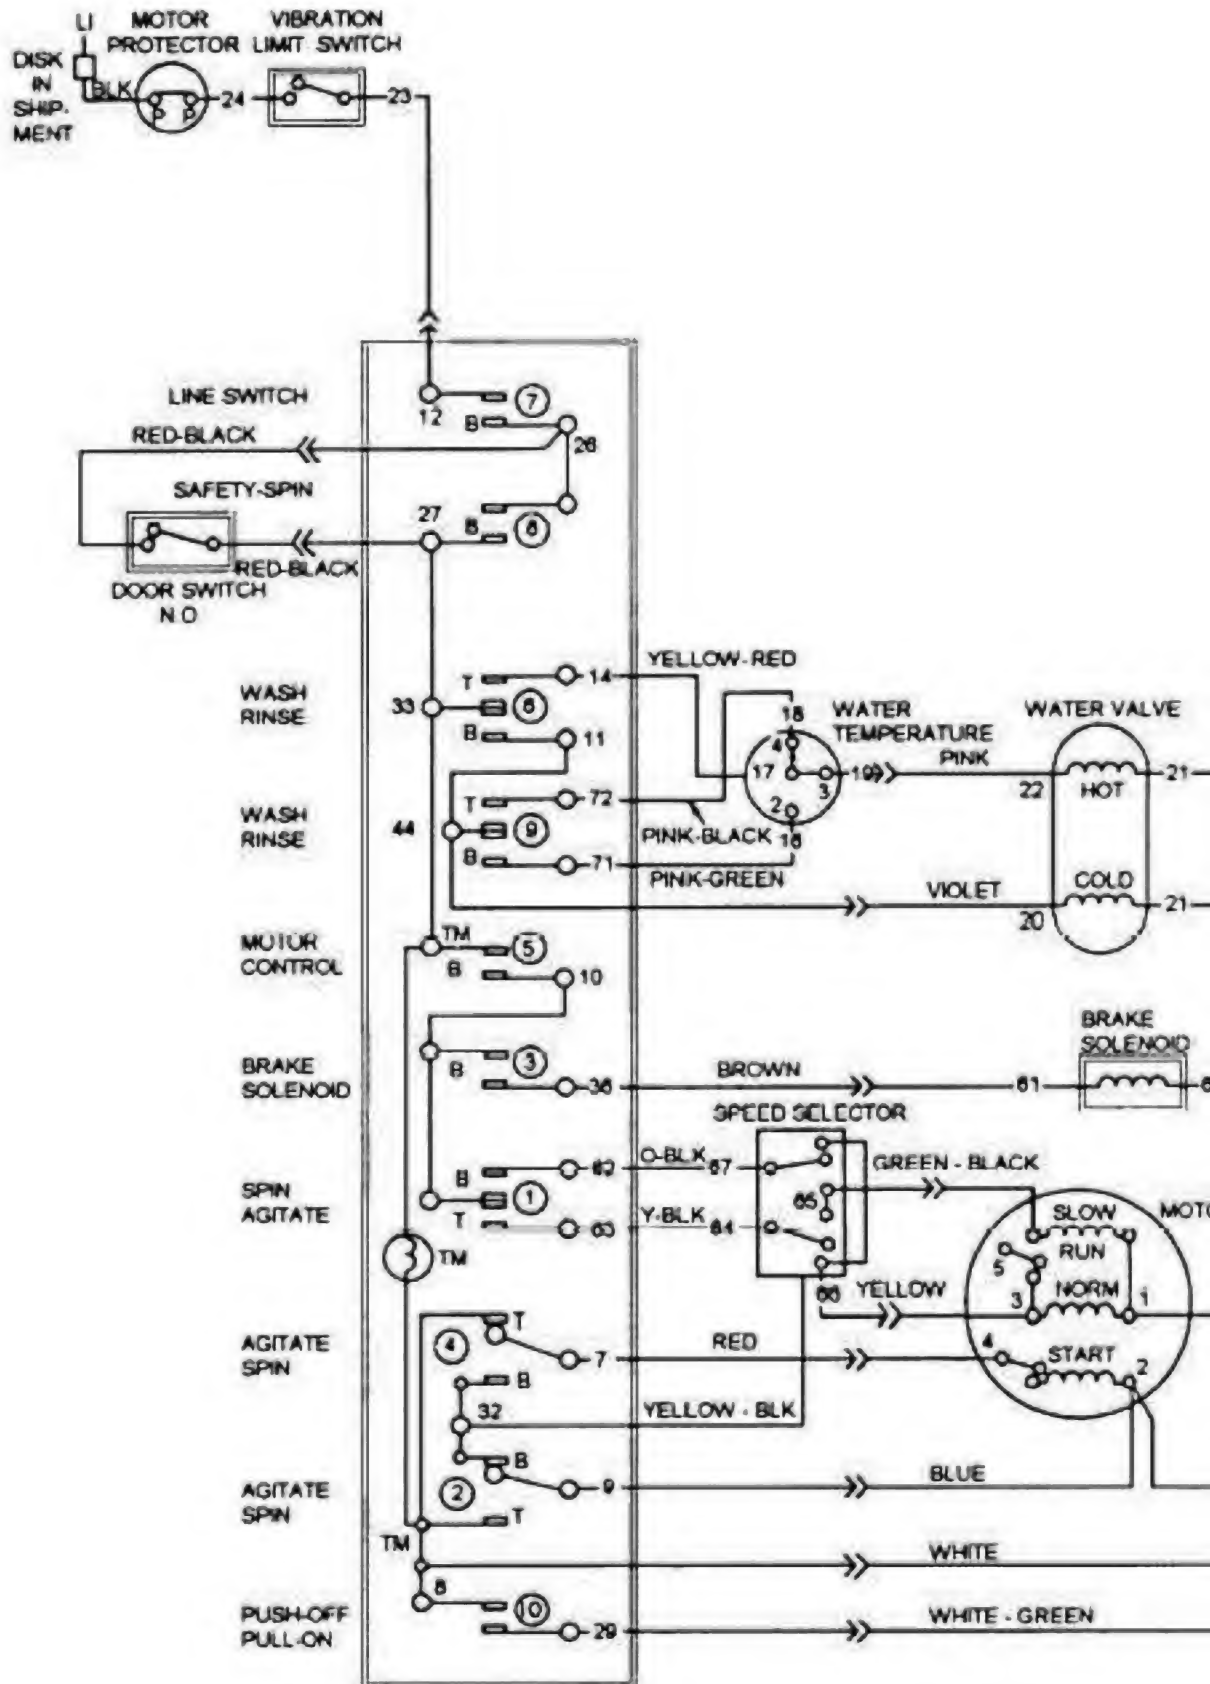 LI
MOTOR
PROTECTOR
VIBRATION
LIMIT SWITCH
DISK
IN
SHIP-
MENT
BLK
P P
24
23
LINE SWITCH
12
7
B
26
RED-BLACK
SAFETY-SPIN
27
B
8
RED-BLACK
DOOR SWITCH
N.O
WASH
RINSE
33
T
14
YELLOW-RED
6
B
11
18
WATER
TEMPERATURE
4
17
3
19
PINK
2
16
WATER VALVE
22
HOT
21
WASH
RINSE
44
T
72
PINK-BLACK
9
B
71
PINK-GREEN
VIOLET
20
COLD
21
MOTOR
CONTROL
TM
5
B
10
BRAKE
SOLENOID
B
3
36
BROWN
61
BRAKE
SOLENOID
6
SPEED SELECTOR
SPIN
AGITATE
B
62
O-BLK
67
1
T
63
Y-BLK
64
65
66
GREEN - BLACK
TM
SLOW
RUN
5
NORM
3
1
MOTO
4
START
2
YELLOW
AGITATE
SPIN
T
4
7
RED
B
32
YELLOW - BLK
AGITATE
SPIN
B
2
9
BLUE
T
TM
WHITE
PUSH-OFF
PULL-ON
8
10
29
WHITE - GREEN